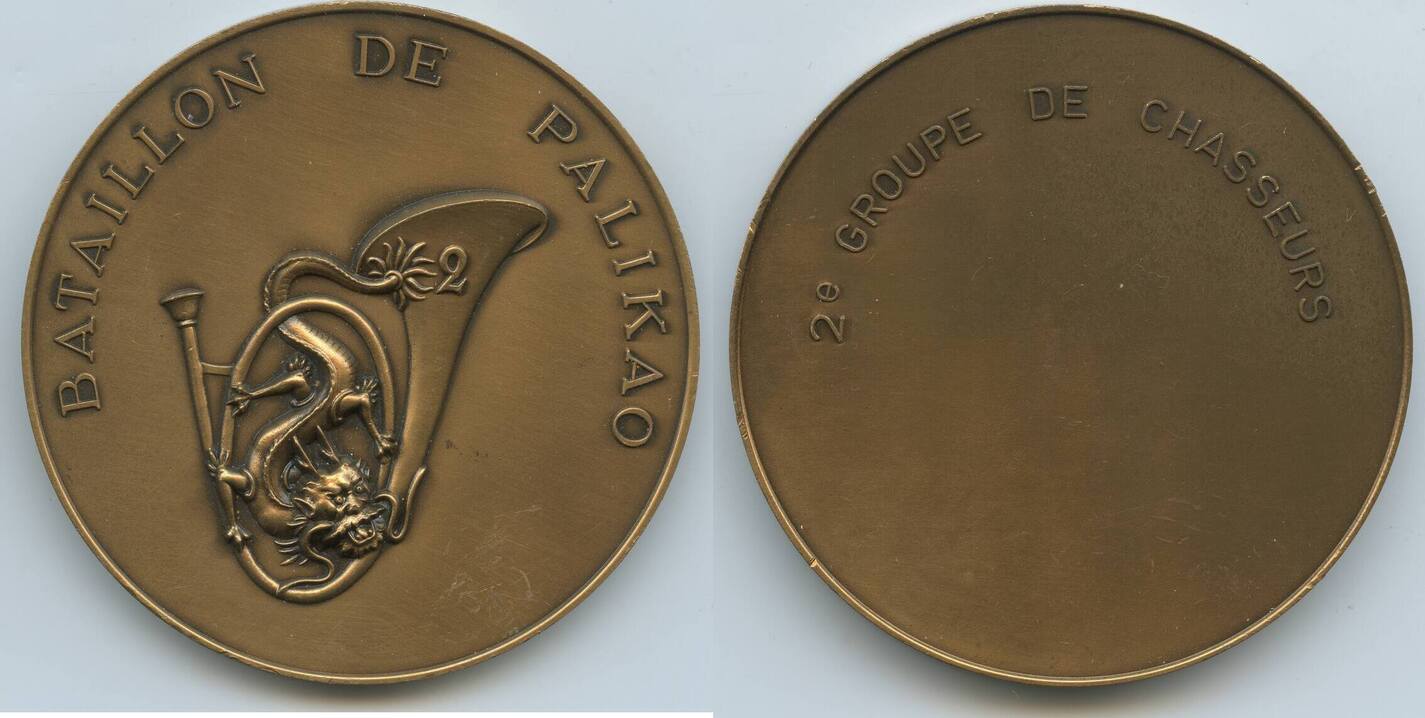 BATAILLON DE PALIKAO
2
2e GROUPE DE CHASSEURS